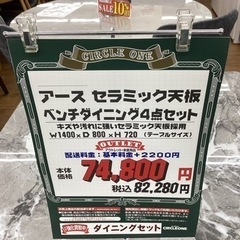 SALE10%
CIRCLE ONE
アース セラミック天板
ベンチダイニング4点セット
キズや汚れに強いセラミック天板採用
W1400×D 800×H 720 (テーブルサイズ)
OUTLET
配送料金:基本料金+2200円
本体価格 74,800円
税込 82,280円
ダイニングセット
CIRCLEONE